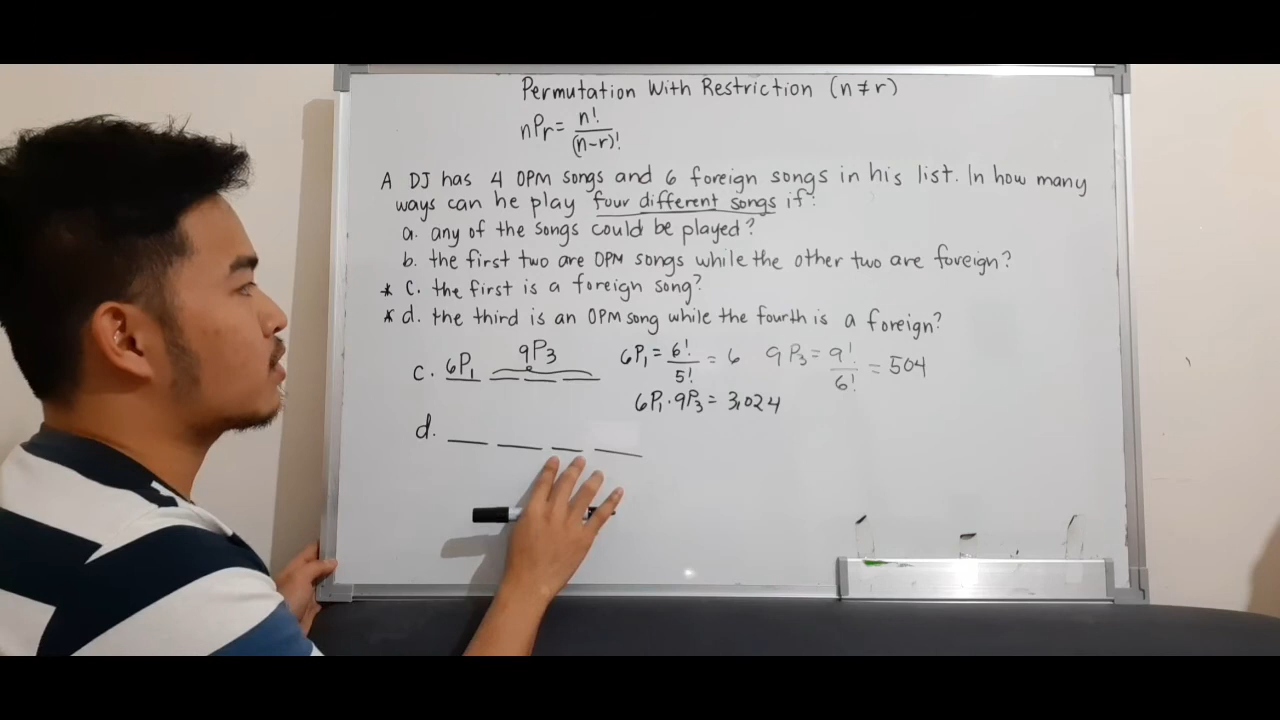 Permutation With Restriction (n ≠ r)
nPr = n! / (n-r)!
A DJ has 4 OPM songs and 6 foreign songs in his list. In how many
ways can he play four different songs if:
a. any of the songs could be played?
b. the first two are OPM songs while the other two are foreign?
* c. the first is a foreign song?
* d. the third is an OPM song while the fourth is a foreign?
c. 6P1 9P3 6P1 = 6! / 5! = 6 9P3 = 9! / 6! = 504
6P1 · 9P3 = 3,024
d. __ __ __ __